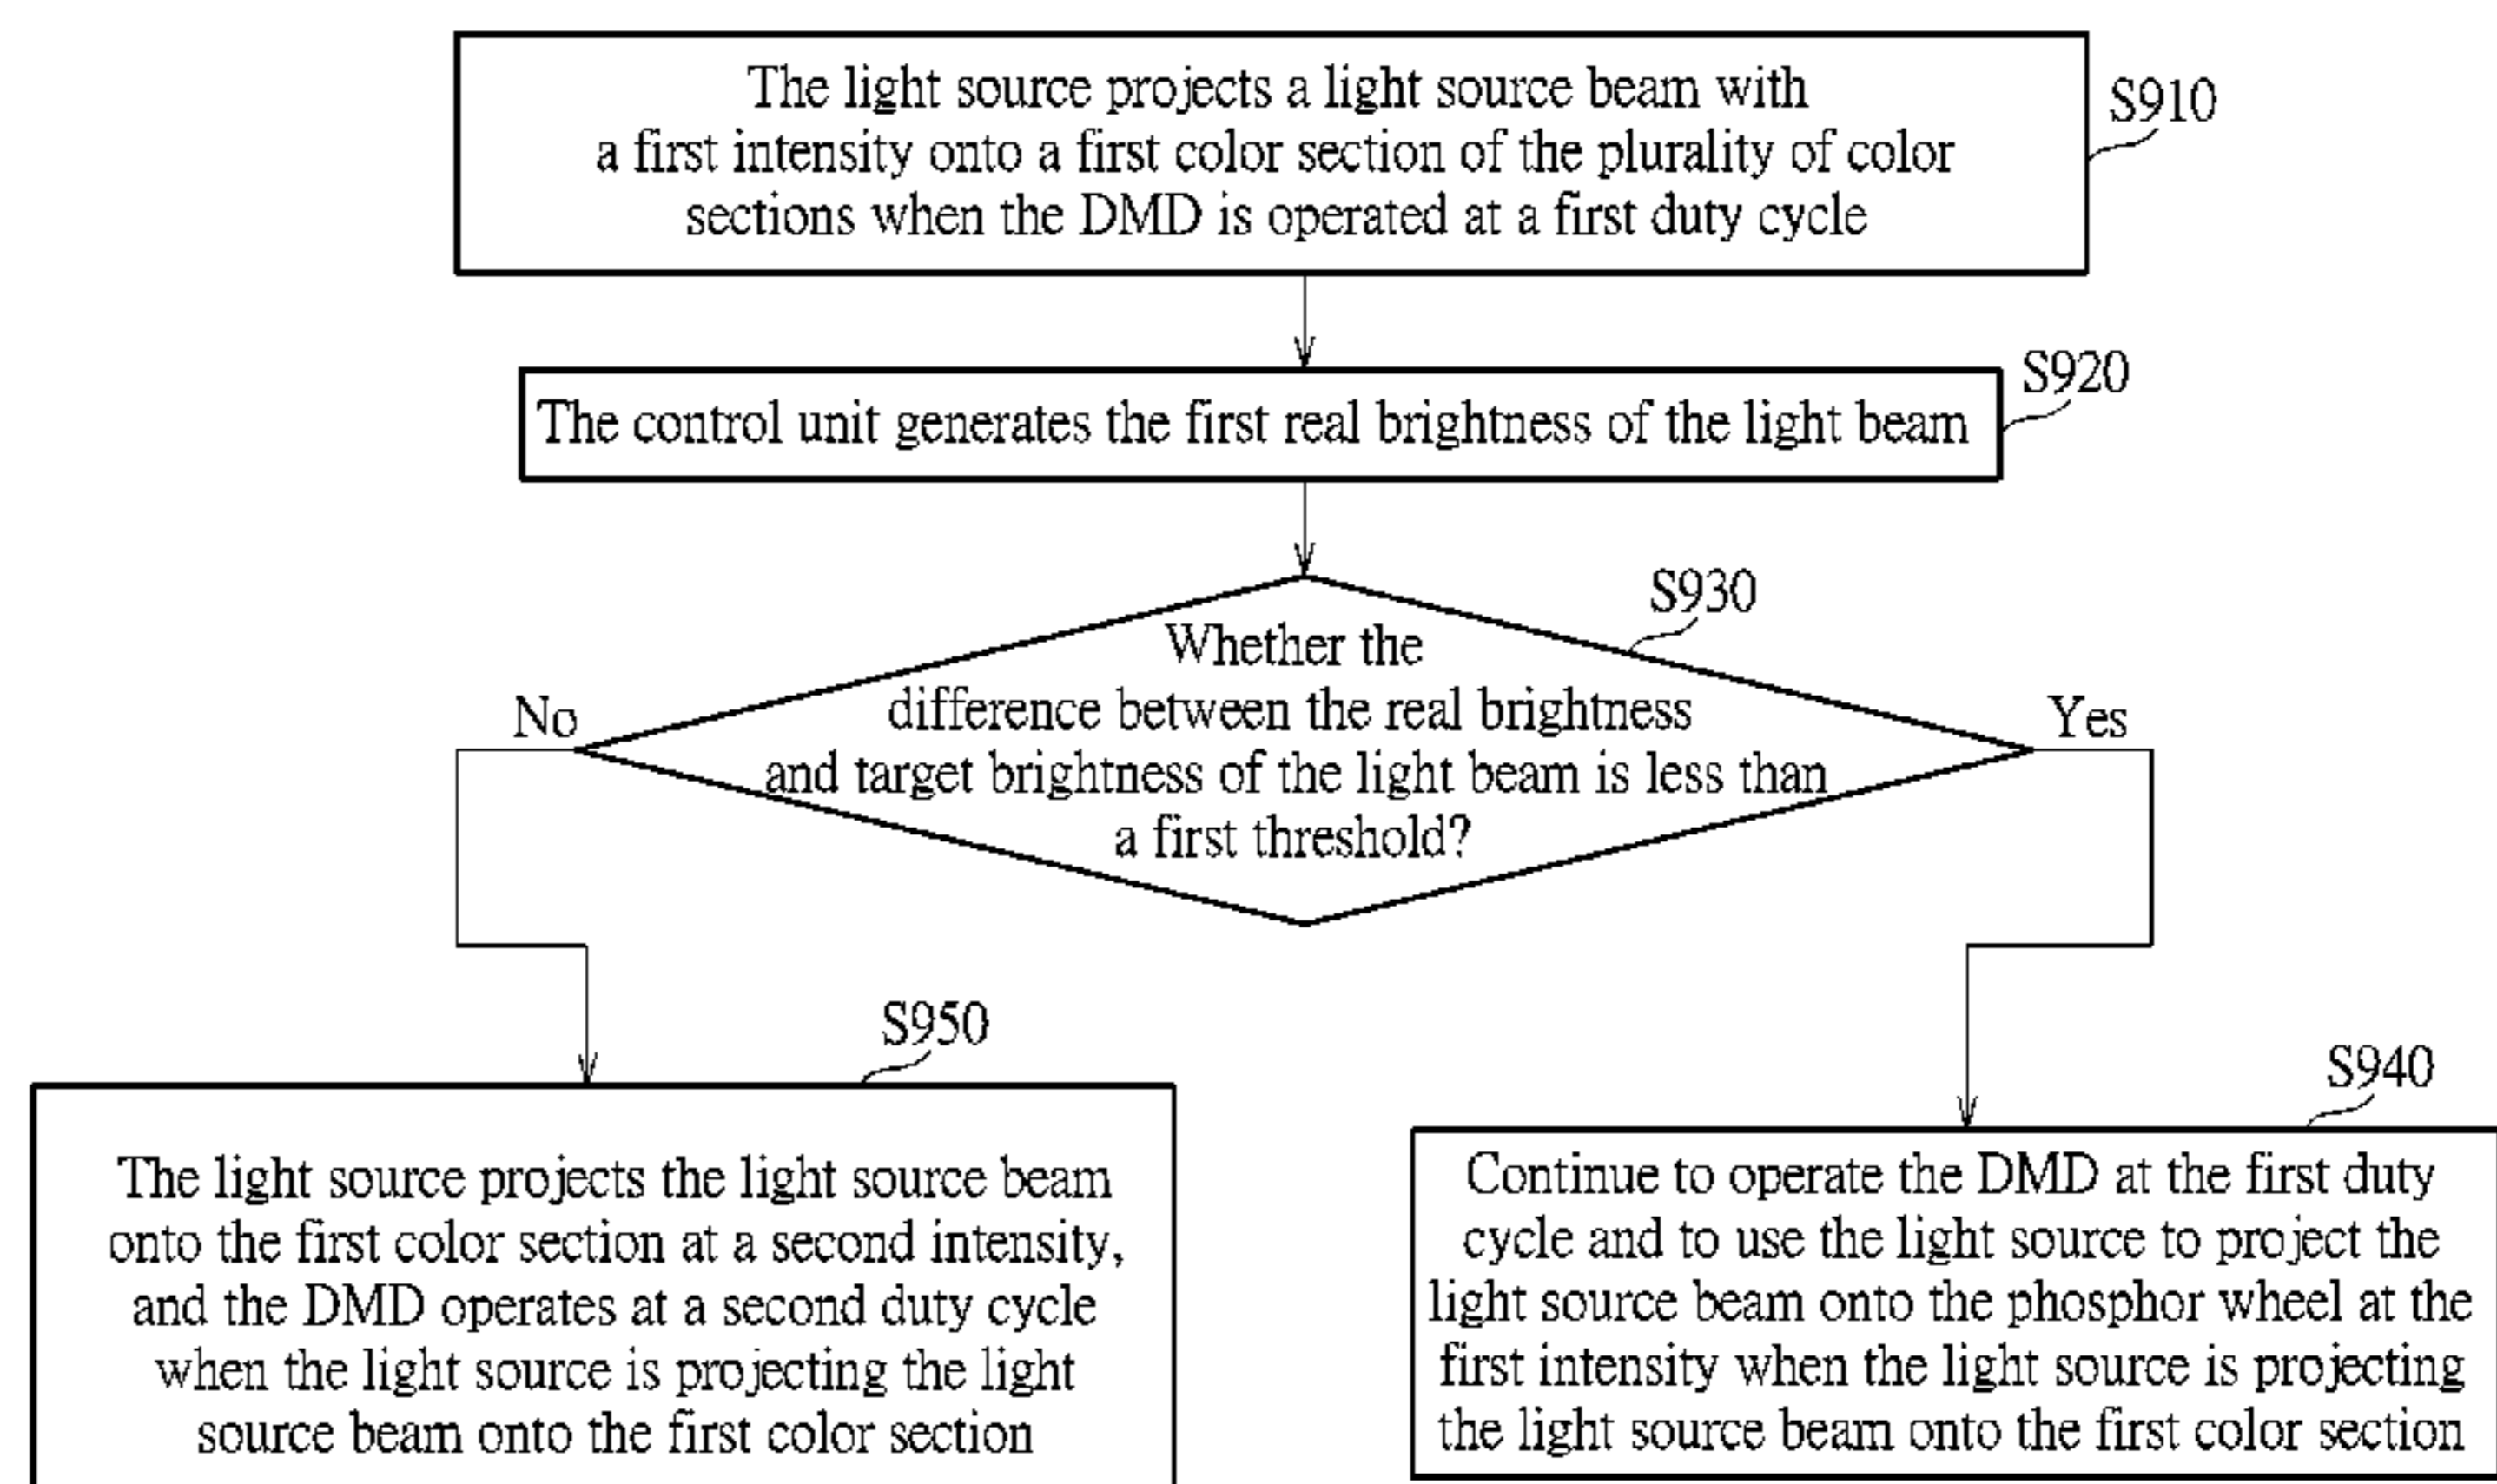 The light source projects a light source beam with
a first intensity onto a first color section of the plurality of color
sections when the DMD is operated at a first duty cycle
S910
The control unit generates the first real brightness of the light beam
S920
S930
Whether the
difference between the real brightness
and target brightness of the light beam is less than
a first threshold?
No
Yes
S950
The light source projects the light source beam
onto the first color section at a second intensity,
and the DMD operates at a second duty cycle
when the light source is projecting the light
source beam onto the first color section
S940
Continue to operate the DMD at the first duty
cycle and to use the light source to project the
light source beam onto the phosphor wheel at the
first intensity when the light source is projecting
the light source beam onto the first color section